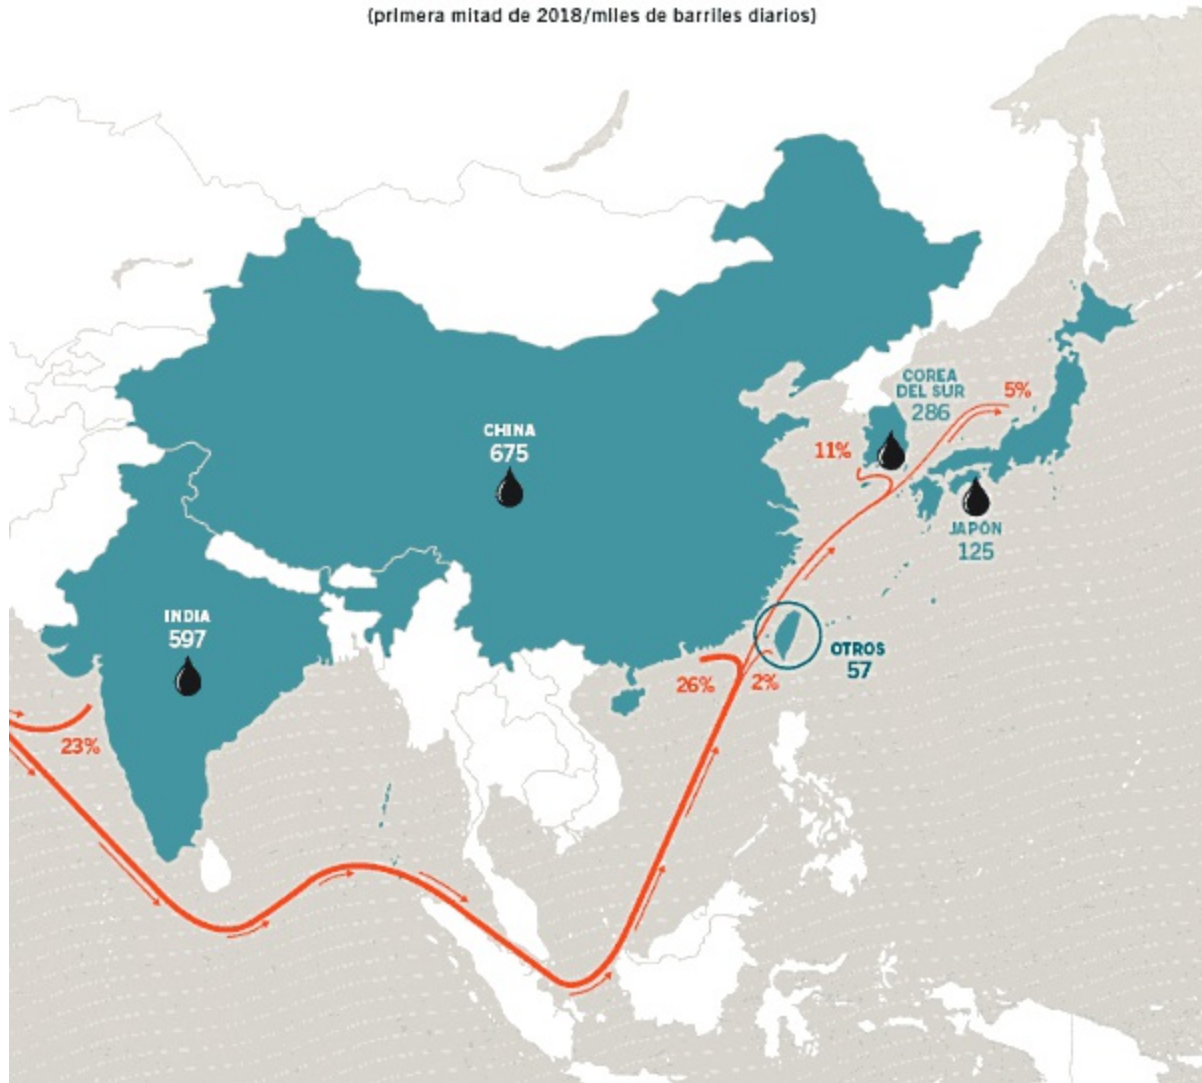 (primera mitad de 2018/miles de barriles diarios)
COREA
DEL SUR
286
5%
11%
CHINA
675
JAPÓN
125
INDIA
597
OTROS
57
26%
2%
23%